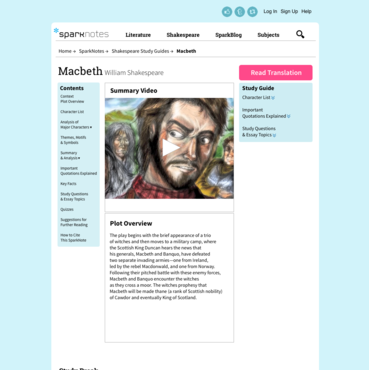 Log In Sign Up Help
sparknotes Literature Shakespeare SparkBlog Subjects
Home → SparkNotes → Shakespeare Study Guides → Macbeth
Macbeth William Shakespeare
Read Translation
Contents
Context
Plot Overview
Character List
Analysis of
Major Characters
Themes, Motifs
& Symbols
Summary
& Analysis
Important
Quotations Explained
Key Facts
Study Questions
& Essay Topics
Quizzes
Suggestions for
Further Reading
How to Cite
This SparkNote
Summary Video
Plot Overview
The play begins with the brief appearance of a trio
of witches and then moves to a military camp, where
the Scottish King Duncan hears the news that
his generals, Macbeth and Banquo, have defeated
two separate invading armies—one from Ireland,
led by the rebel Macdonwald, and one from Norway.
Following their pitched battle with these enemy forces,
Macbeth and Banquo encounter the witches
as they cross a moor. The witches prophesy that
Macbeth will be made thane (a rank of Scottish nobility)
of Cawdor and eventually King of Scotland.
Study Guide
Character List
Important
Quotations Explained
Study Questions
& Essay Topics